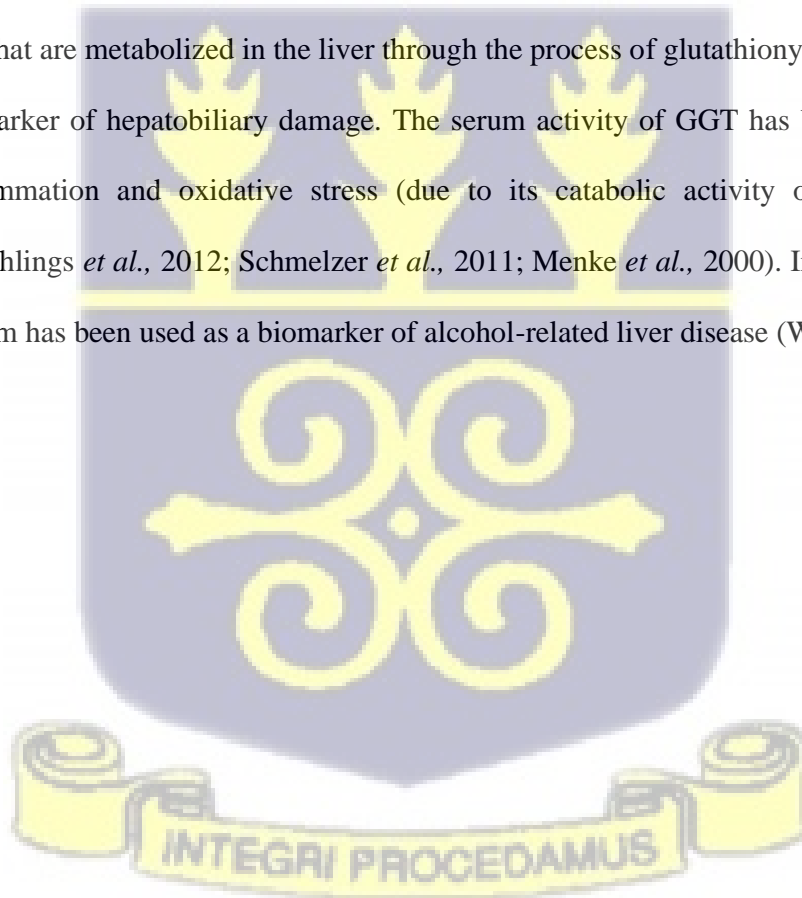 hat are metabolized in the liver through the process of glutathiony
arker of hepatobiliary damage. The serum activity of GGT has
mmation and oxidative stress (due to its catabolic activity o
hlings et al., 2012; Schmelzer et al., 2011; Menke et al., 2000). I
m has been used as a biomarker of alcohol-related liver disease (W
INTEGRI PROCEDAMUS